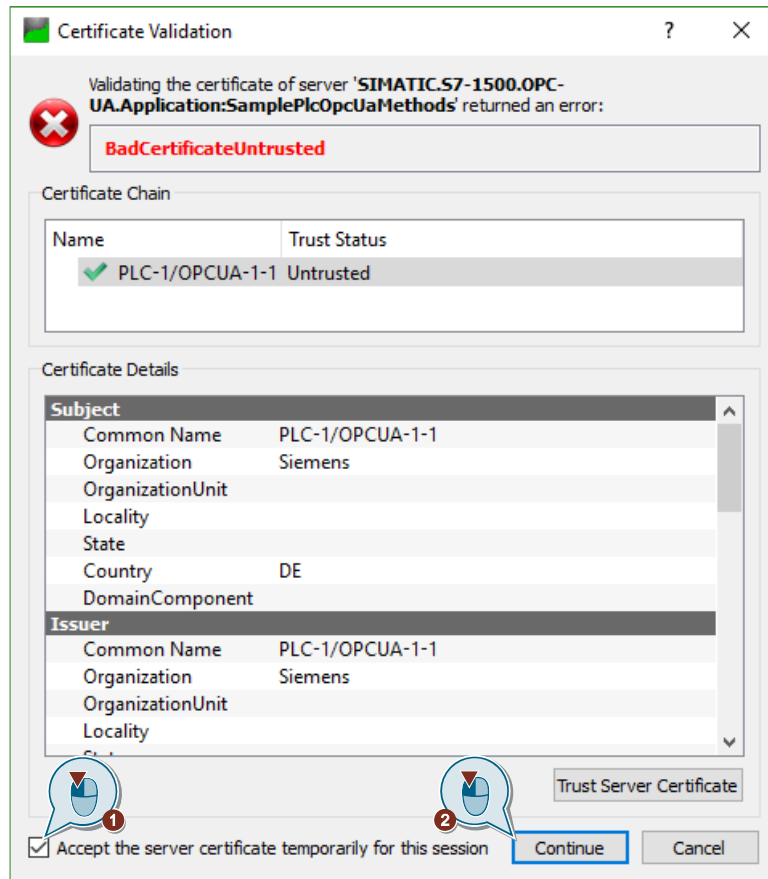 Certificate Validation ?
Validating the certificate of server 'SIMATIC.S7-1500.OPC-
UA.Application:SamplePlcOpcUaMethods' returned an error:
BadCertificateUntrusted
Certificate Chain
Name Trust Status
PLC-1/OPCUA-1-1 Untrusted
Certificate Details
Subject
Common Name PLC-1/OPCUA-1-1
Organization Siemens
OrganizationUnit
Locality
State
Country DE
DomainComponent
Issuer
Common Name PLC-1/OPCUA-1-1
Organization Siemens
OrganizationUnit
Locality
Trust Server Certificate
1 2
Accept the server certificate temporarily for this session Continue Cancel